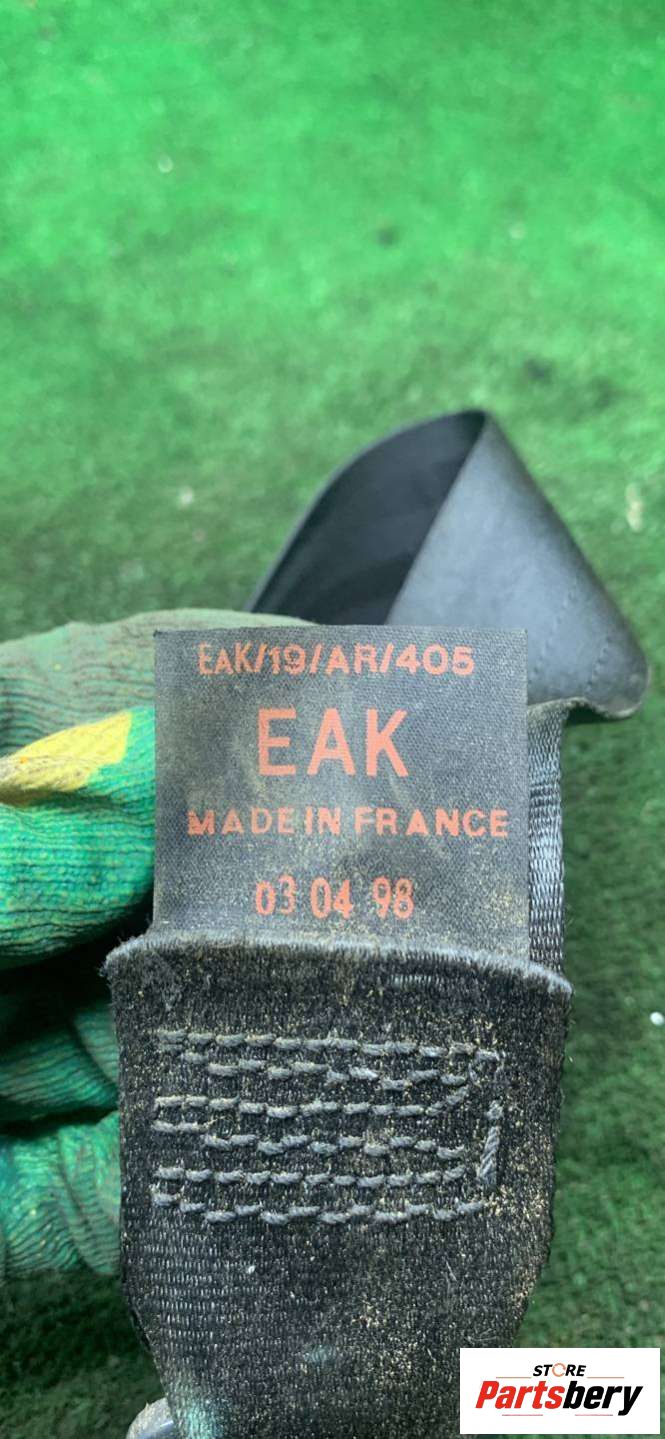 EAK/19/AR/405
EAK
MADE IN FRANCE
03 04 98
STORE
Partsbery